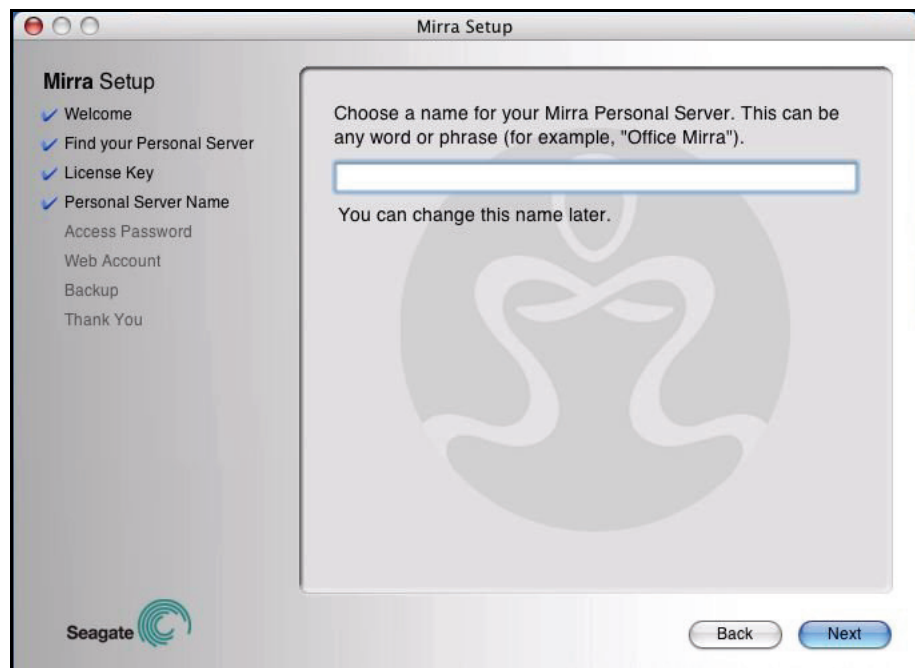 Mirra Setup
Mirra Setup
Welcome
Find your Personal Server
License Key
Personal Server Name
Access Password
Web Account
Backup
Thank You
Choose a name for your Mirra Personal Server. This can be
any word or phrase (for example, "Office Mirra").
You can change this name later.
Seagate
Back
Next